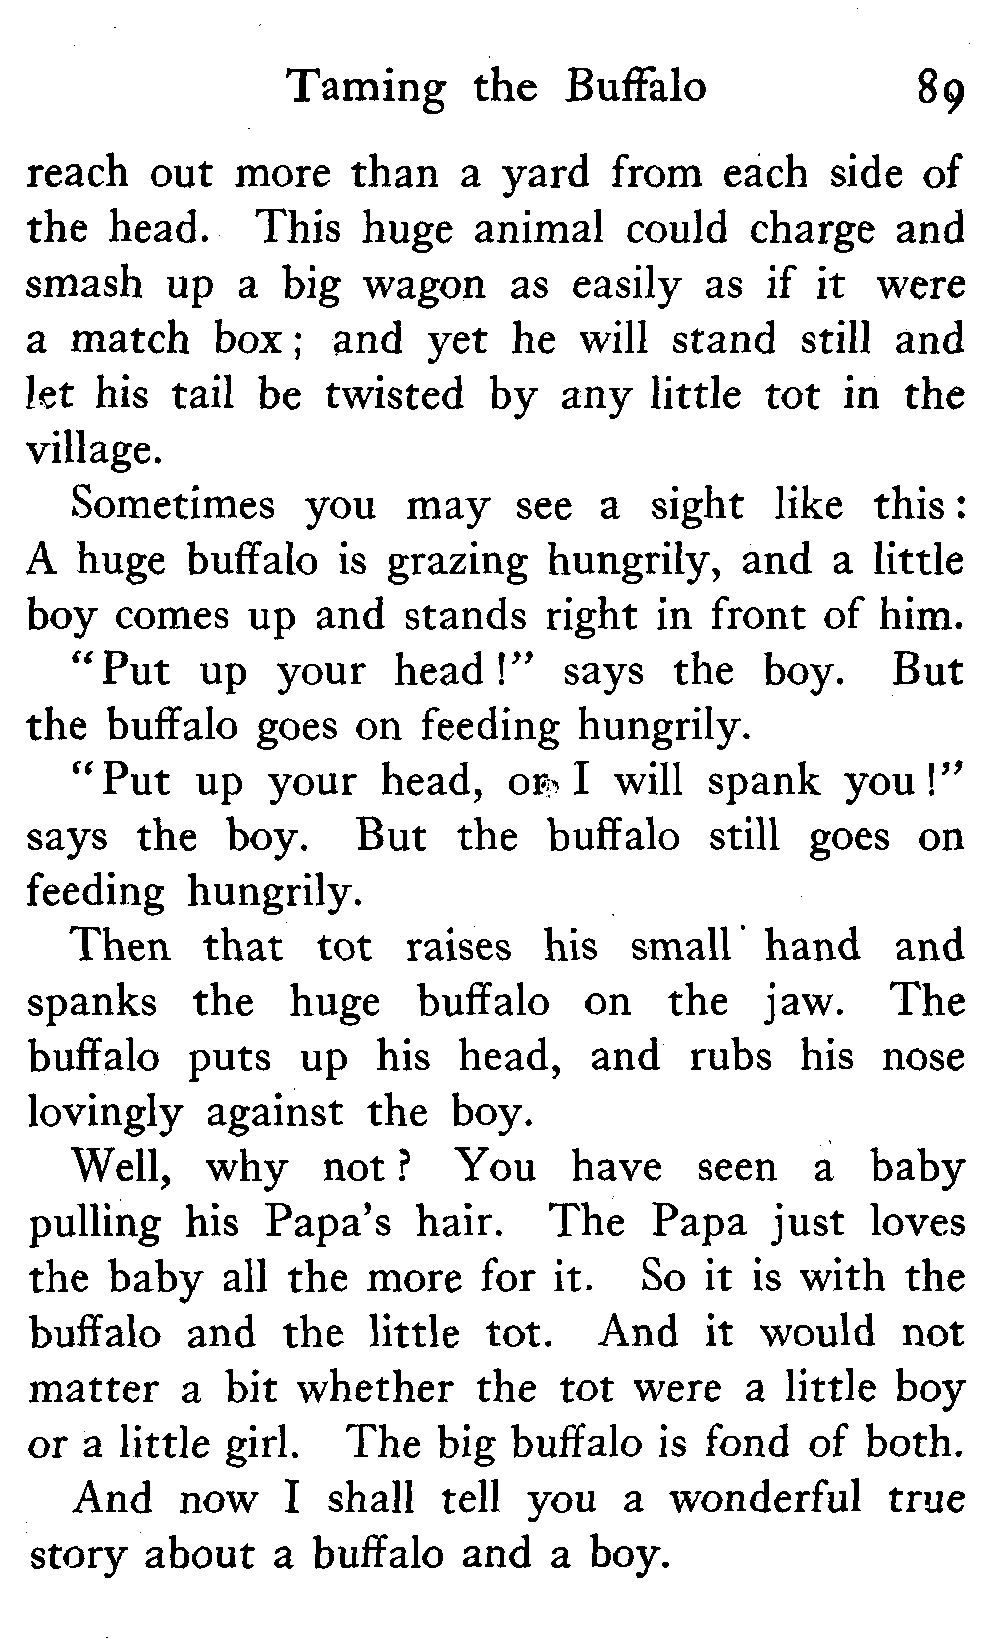 Taming the Buffalo 89
reach out more than a yard from each side of
the head. This huge animal could charge and
smash up a big wagon as easily as if it were
a match box; and yet he will stand still and
let his tail be twisted by any little tot in the
village.
Sometimes you may see a sight like this:
A huge buffalo is grazing hungrily, and a little
boy comes up and stands right in front of him.
"Put up your head!" says the boy. But
the buffalo goes on feeding hungrily.
"Put up your head, or I will spank you!"
says the boy. But the buffalo still goes on
feeding hungrily.
Then that tot raises his small hand and
spanks the huge buffalo on the jaw. The
buffalo puts up his head, and rubs his nose
lovingly against the boy.
Well, why not? You have seen a baby
pulling his Papa's hair. The Papa just loves
the baby all the more for it. So it is with the
buffalo and the little tot. And it would not
matter a bit whether the tot were a little boy
or a little girl. The big buffalo is fond of both.
And now I shall tell you a wonderful true
story about a buffalo and a boy.